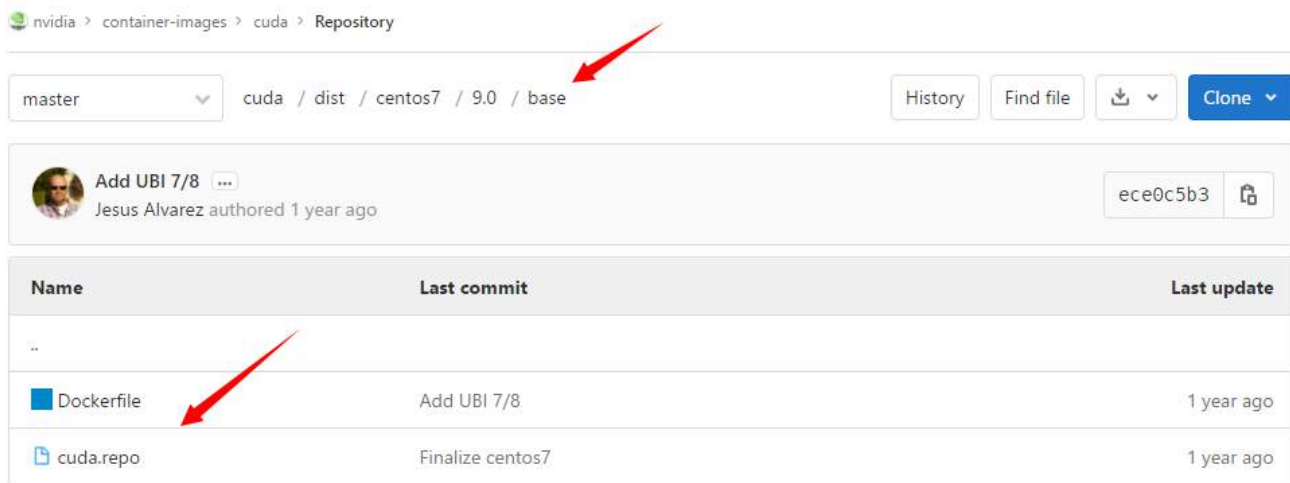 nvidia > container-images > cuda > Repository
master cuda / dist / centos7 / 9.0 / base History Find file Clone
Add UBI 7/8 ...
Jesus Alvarez authored 1 year ago
ece0c5b3
Name Last commit Last update
..
Dockerfile Add UBI 7/8 1 year ago
cuda.repo Finalize centos7 1 year ago